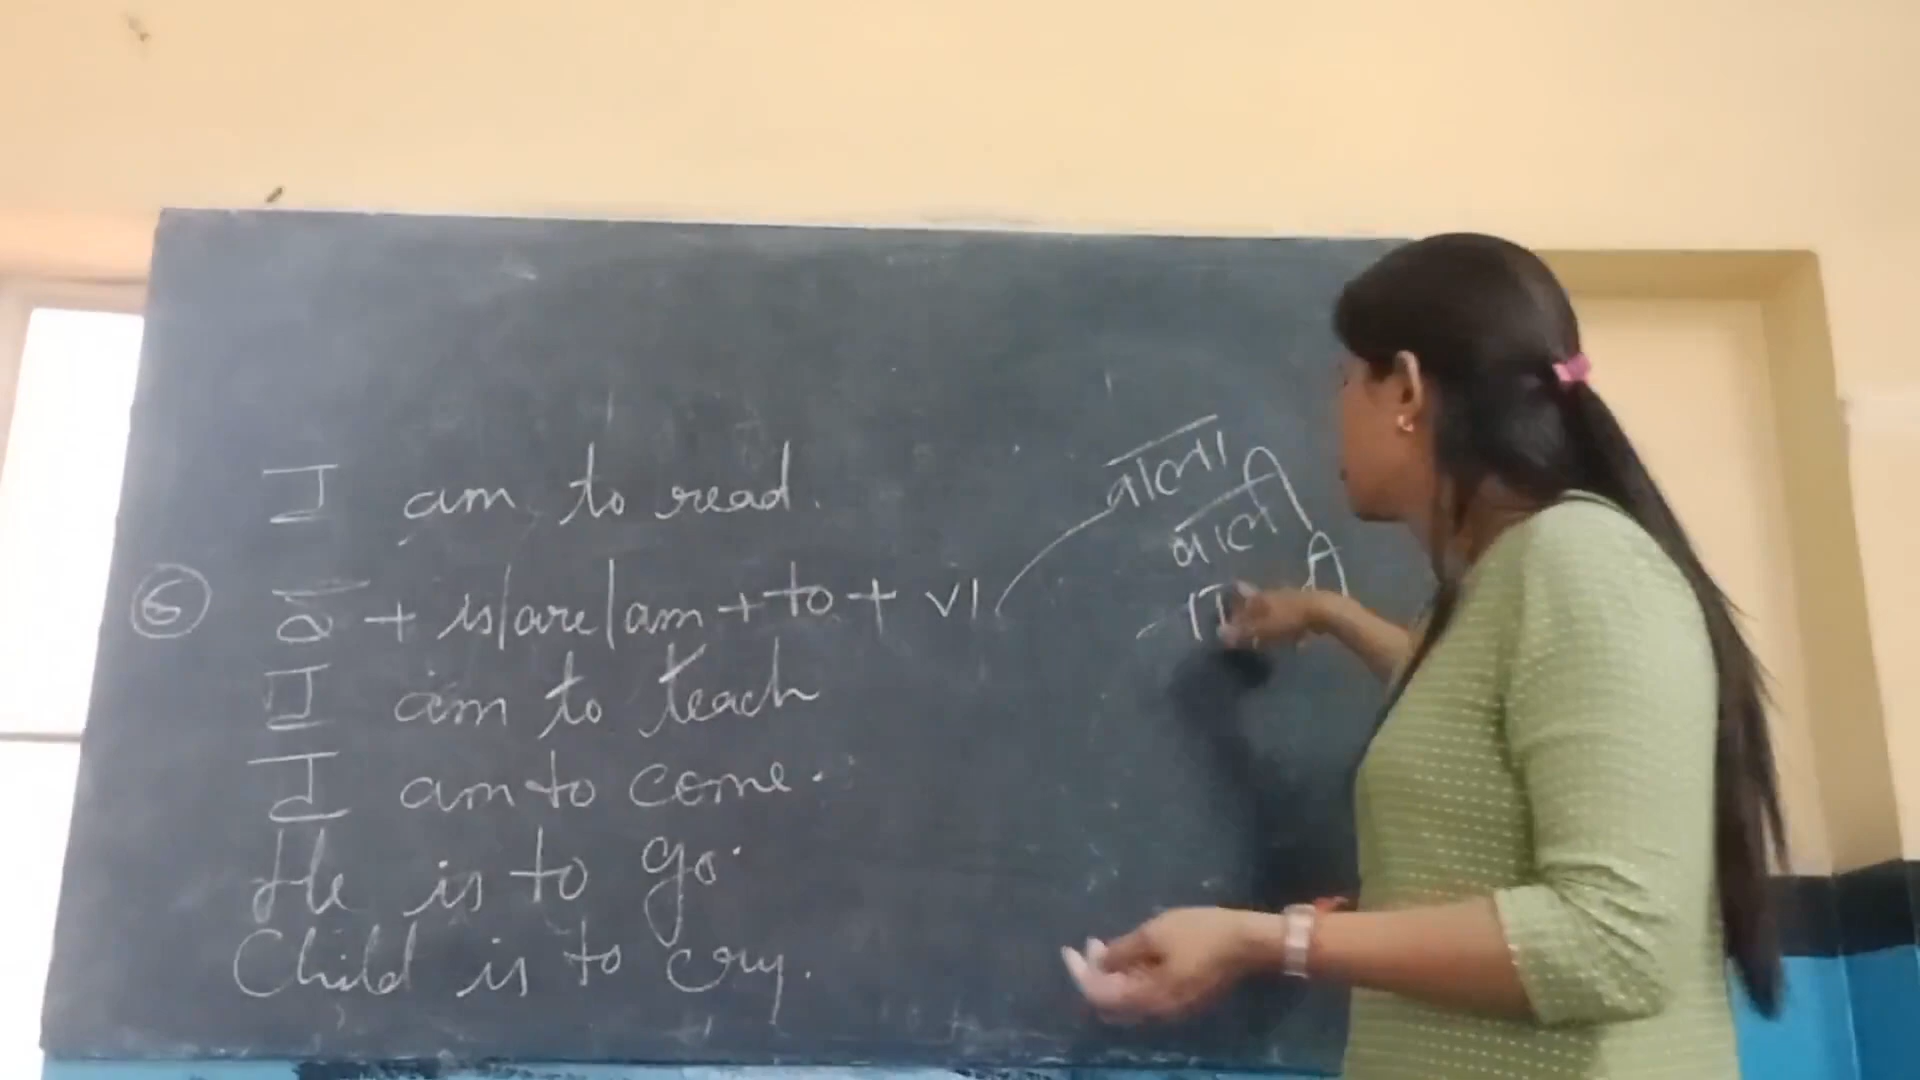 I am to read.
⑤ ठ + is/are/am + to + v1
I am to teach
I am to come.
He is to go.
Child is to cry.
वाला
वाले